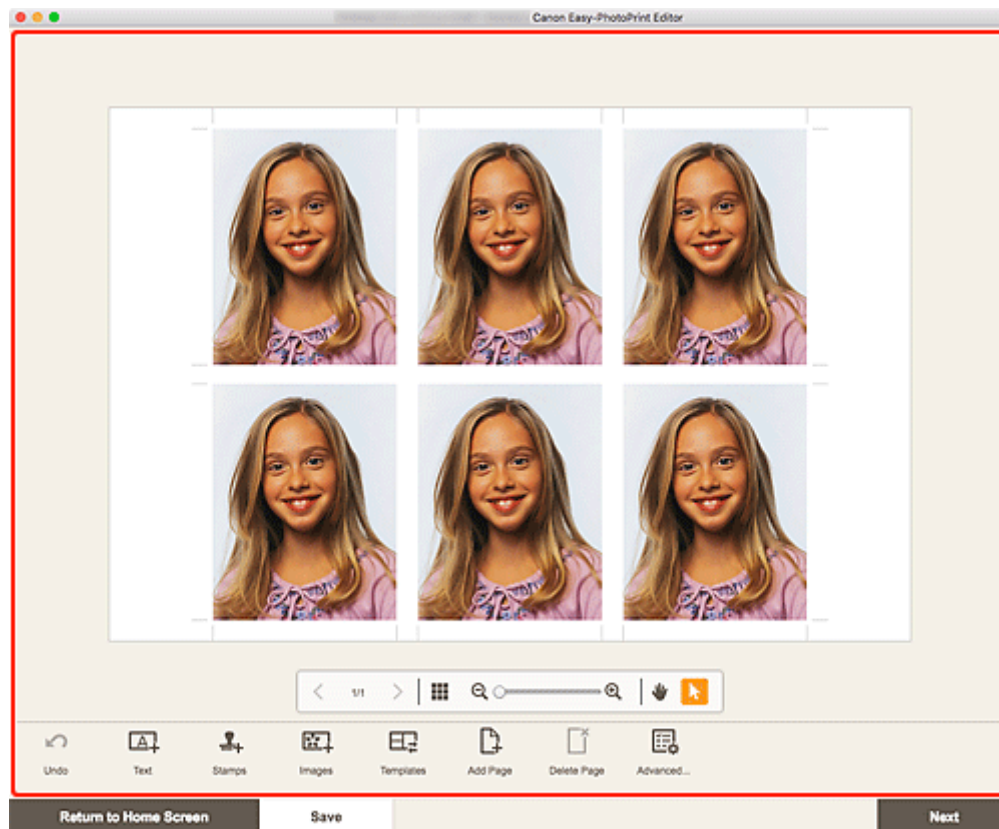 Canon Easy-PhotoPrint Editor
1/1
Undo
Text
Stamps
Images
Templates
Add Page
Delete Page
Advanced...
Return to Home Screen
Save
Next